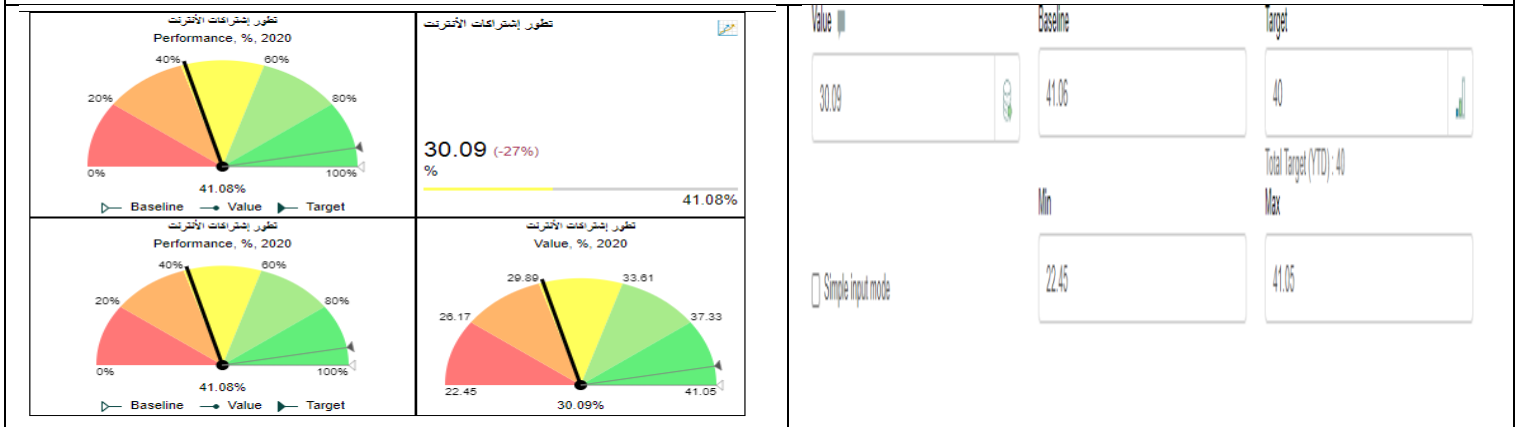 تطور إشتراكات الأنترنت
Performance, %, 2020
40%
60%
20%
80%
0%
100%
41.08%
Baseline
Value
Target
تطور إشتراكات الأنترنت
30.09 (-27%)
%
41.08%
تطور إشتراكات الأنترنت
Performance, %, 2020
40%
60%
20%
80%
0%
100%
41.08%
Baseline
Value
Target
تطور إشتراكات الأنترنت
Value, %, 2020
29.89
33.61
26.17
37.33
22.45
41.05
30.09%
Value
Baseline
Target
30.09
41.06
40
Total Target (YTD) : 40
Min
Max
Simple input mode
22.45
41.05